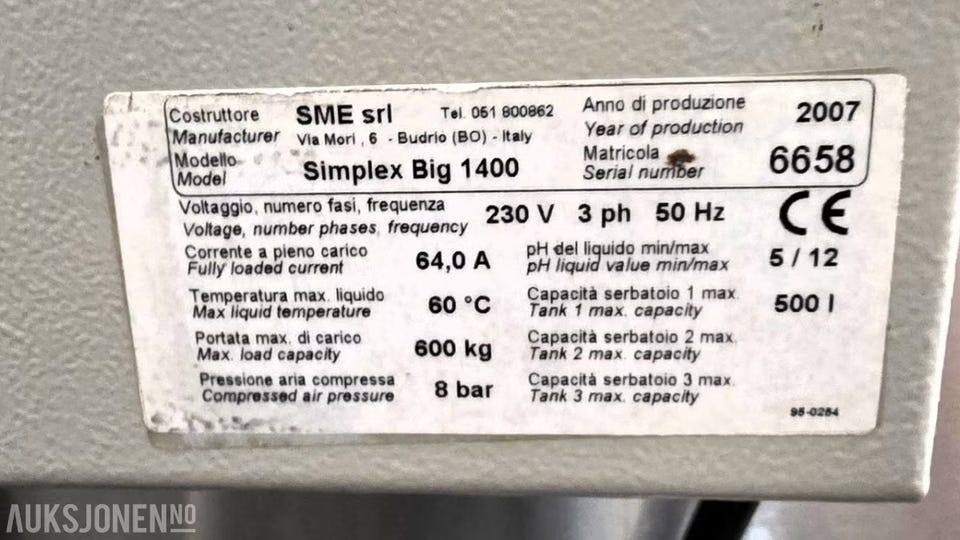 Costruttore SME srl Tel. 051 800862 Anno di produzione 2007
Manufacturer Via Mori , 6 - Budrio (BO) - Italy Year of production
Modello Simplex Big 1400 Matricola 6658
Model Serial number
Voltaggio, numero fasi, frequenza 230 V 3 ph 50 Hz CE
Voltage, number phases, frequency
Corrente a pieno carico 64,0 A pH del liquido min/max 5 / 12
Fully loaded current pH liquid value min/max
Temperatura max. liquido 60 °C Capacità serbatoio 1 max. 500 l
Max liquid temperature Tank 1 max. capacity
Portata max. di carico 600 kg Capacità serbatoio 2 max.
Max. load capacity Tank 2 max. capacity
Pressione aria compressa 8 bar Capacità serbatoio 3 max.
Compressed air pressure Tank 3 max. capacity
95-0254
AUKSJONEN NO